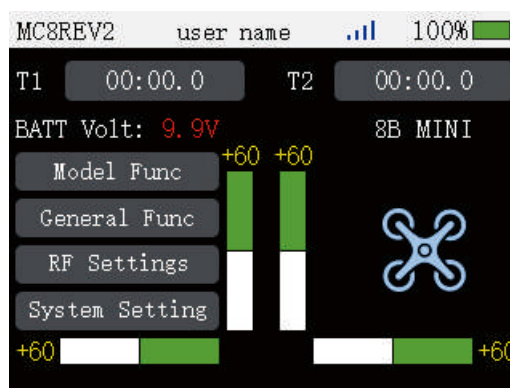 MC8REV2 user name 100%
T1 00:00.0 T2 00:00.0
BATT Volt: 9.9V 8B MINI
+60 +60
Model Func
General Func
RF Settings
System Setting
+60 +60